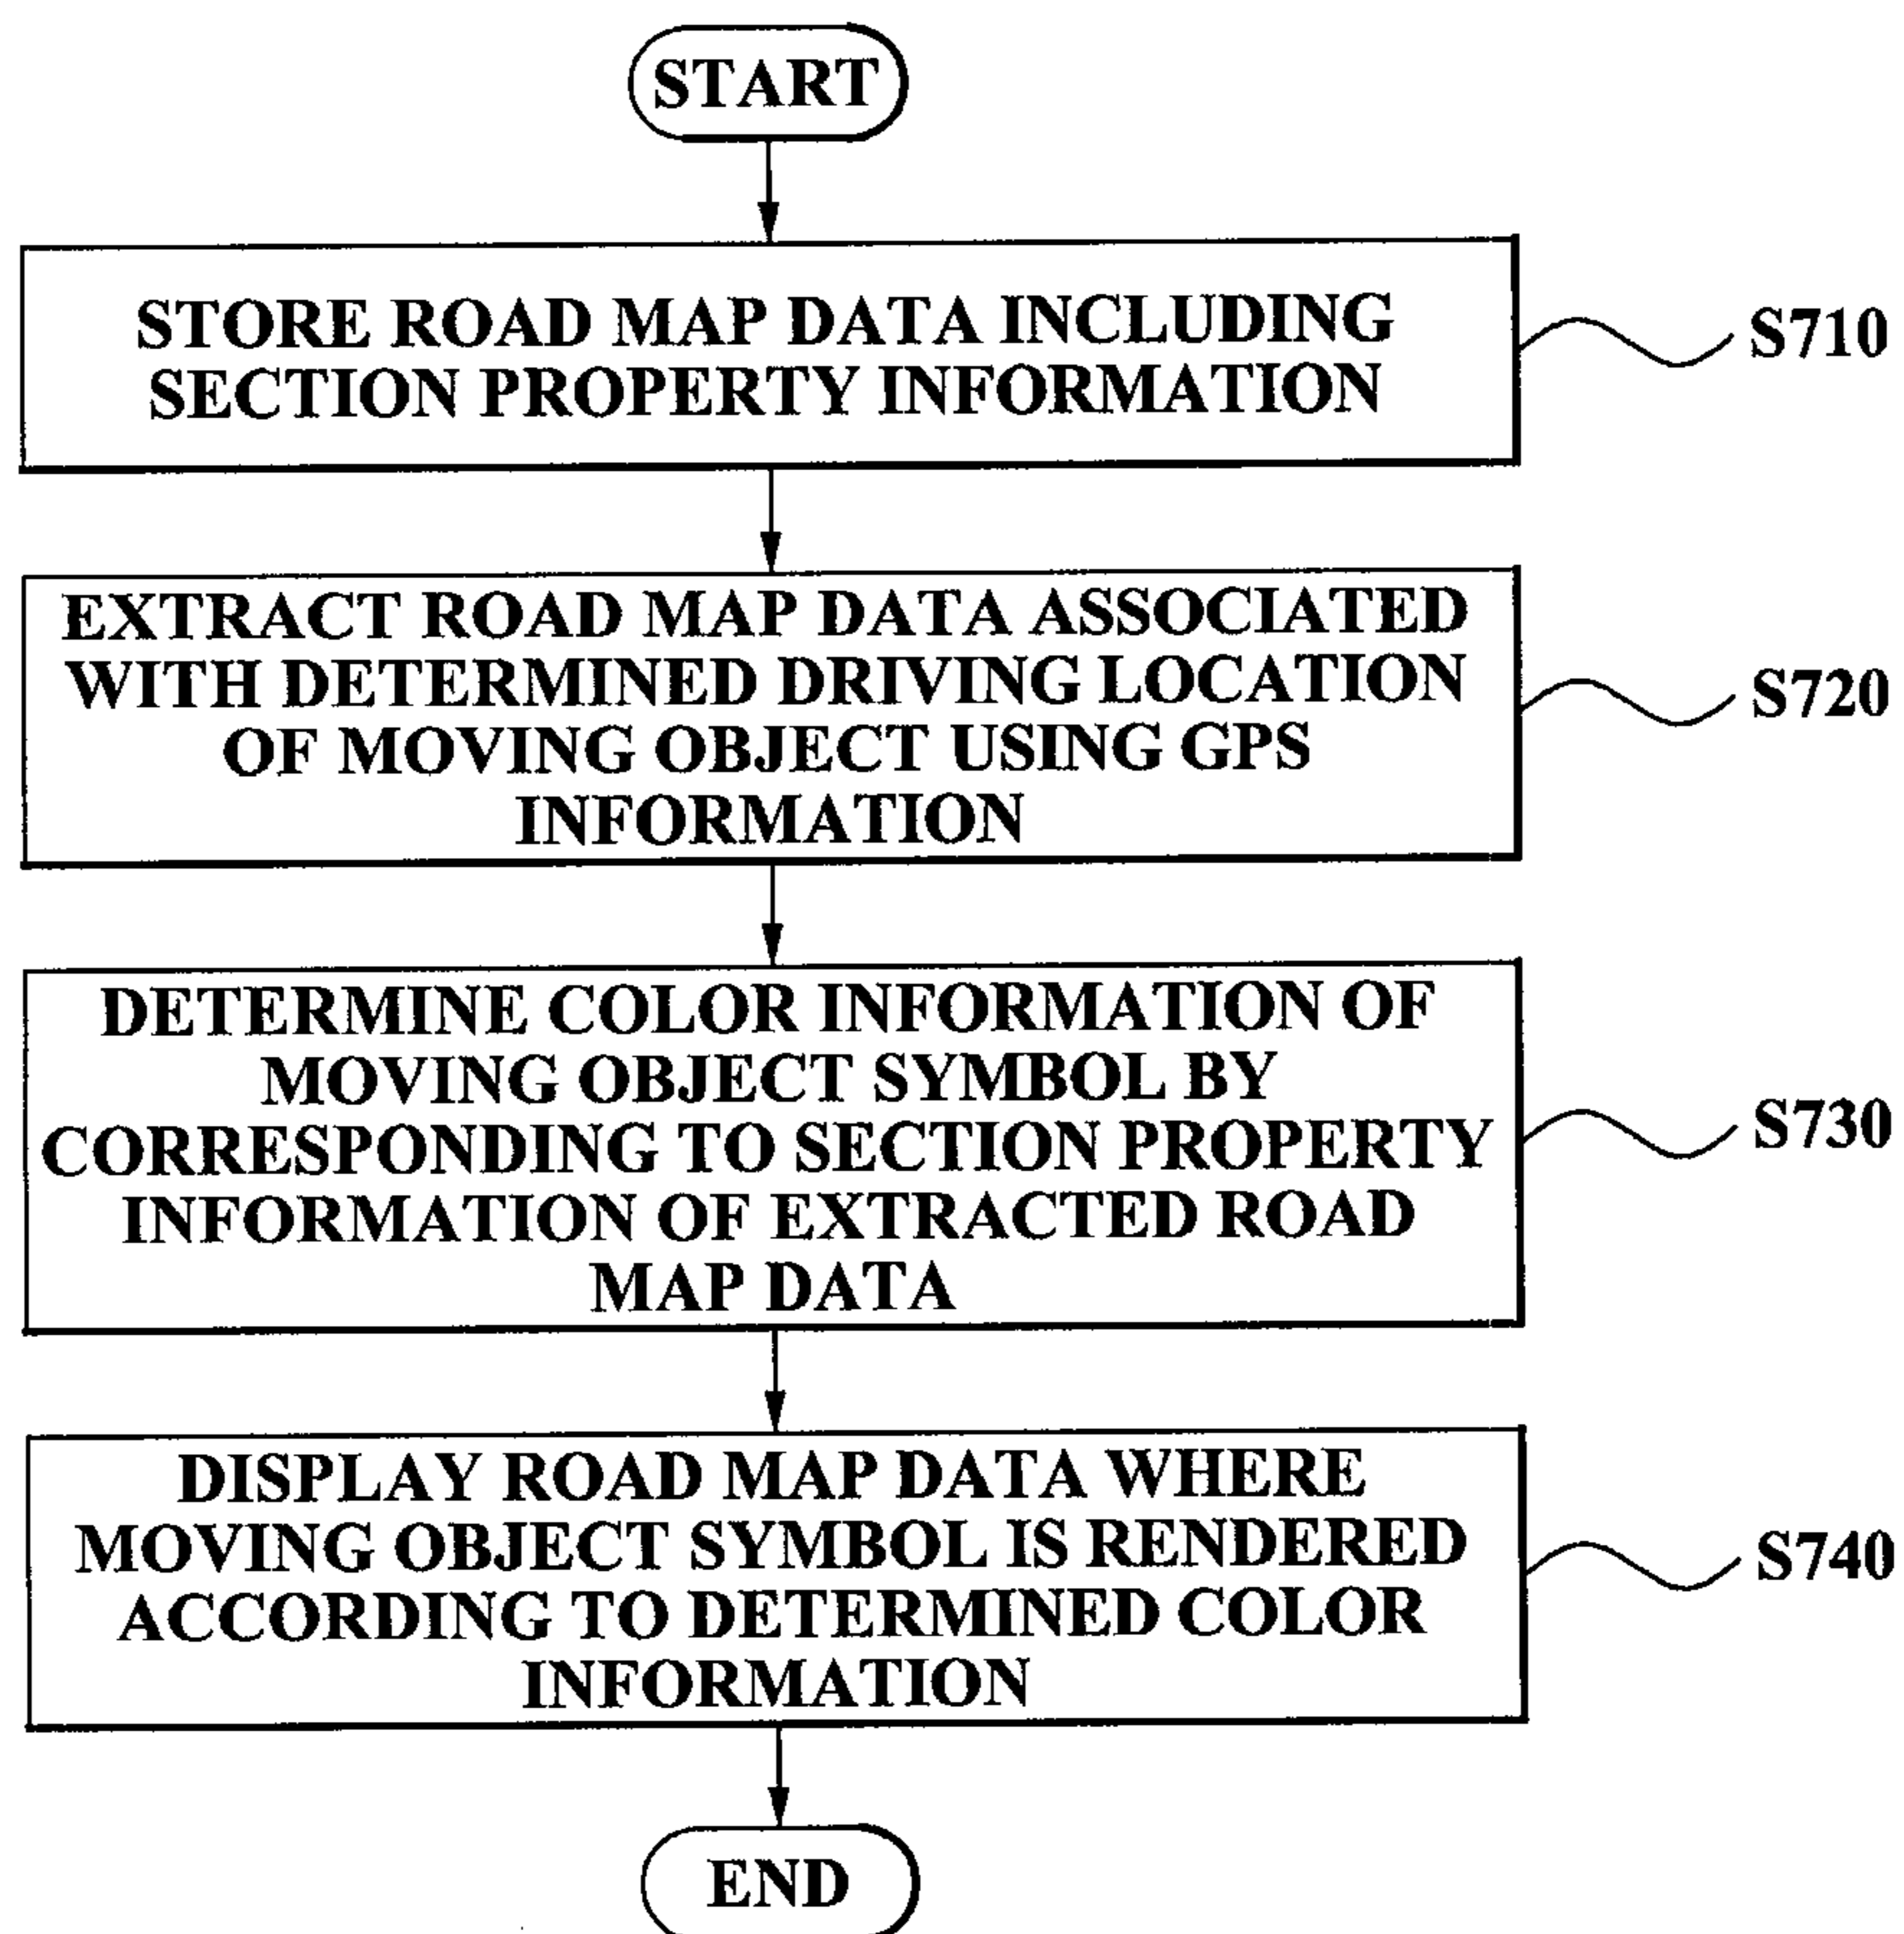 START
STORE ROAD MAP DATA INCLUDING
SECTION PROPERTY INFORMATION
S710
EXTRACT ROAD MAP DATA ASSOCIATED
WITH DETERMINED DRIVING LOCATION
OF MOVING OBJECT USING GPS
INFORMATION
S720
DETERMINE COLOR INFORMATION OF
MOVING OBJECT SYMBOL BY
CORRESPONDING TO SECTION PROPERTY
INFORMATION OF EXTRACTED ROAD
MAP DATA
S730
DISPLAY ROAD MAP DATA WHERE
MOVING OBJECT SYMBOL IS RENDERED
ACCORDING TO DETERMINED COLOR
INFORMATION
S740
END